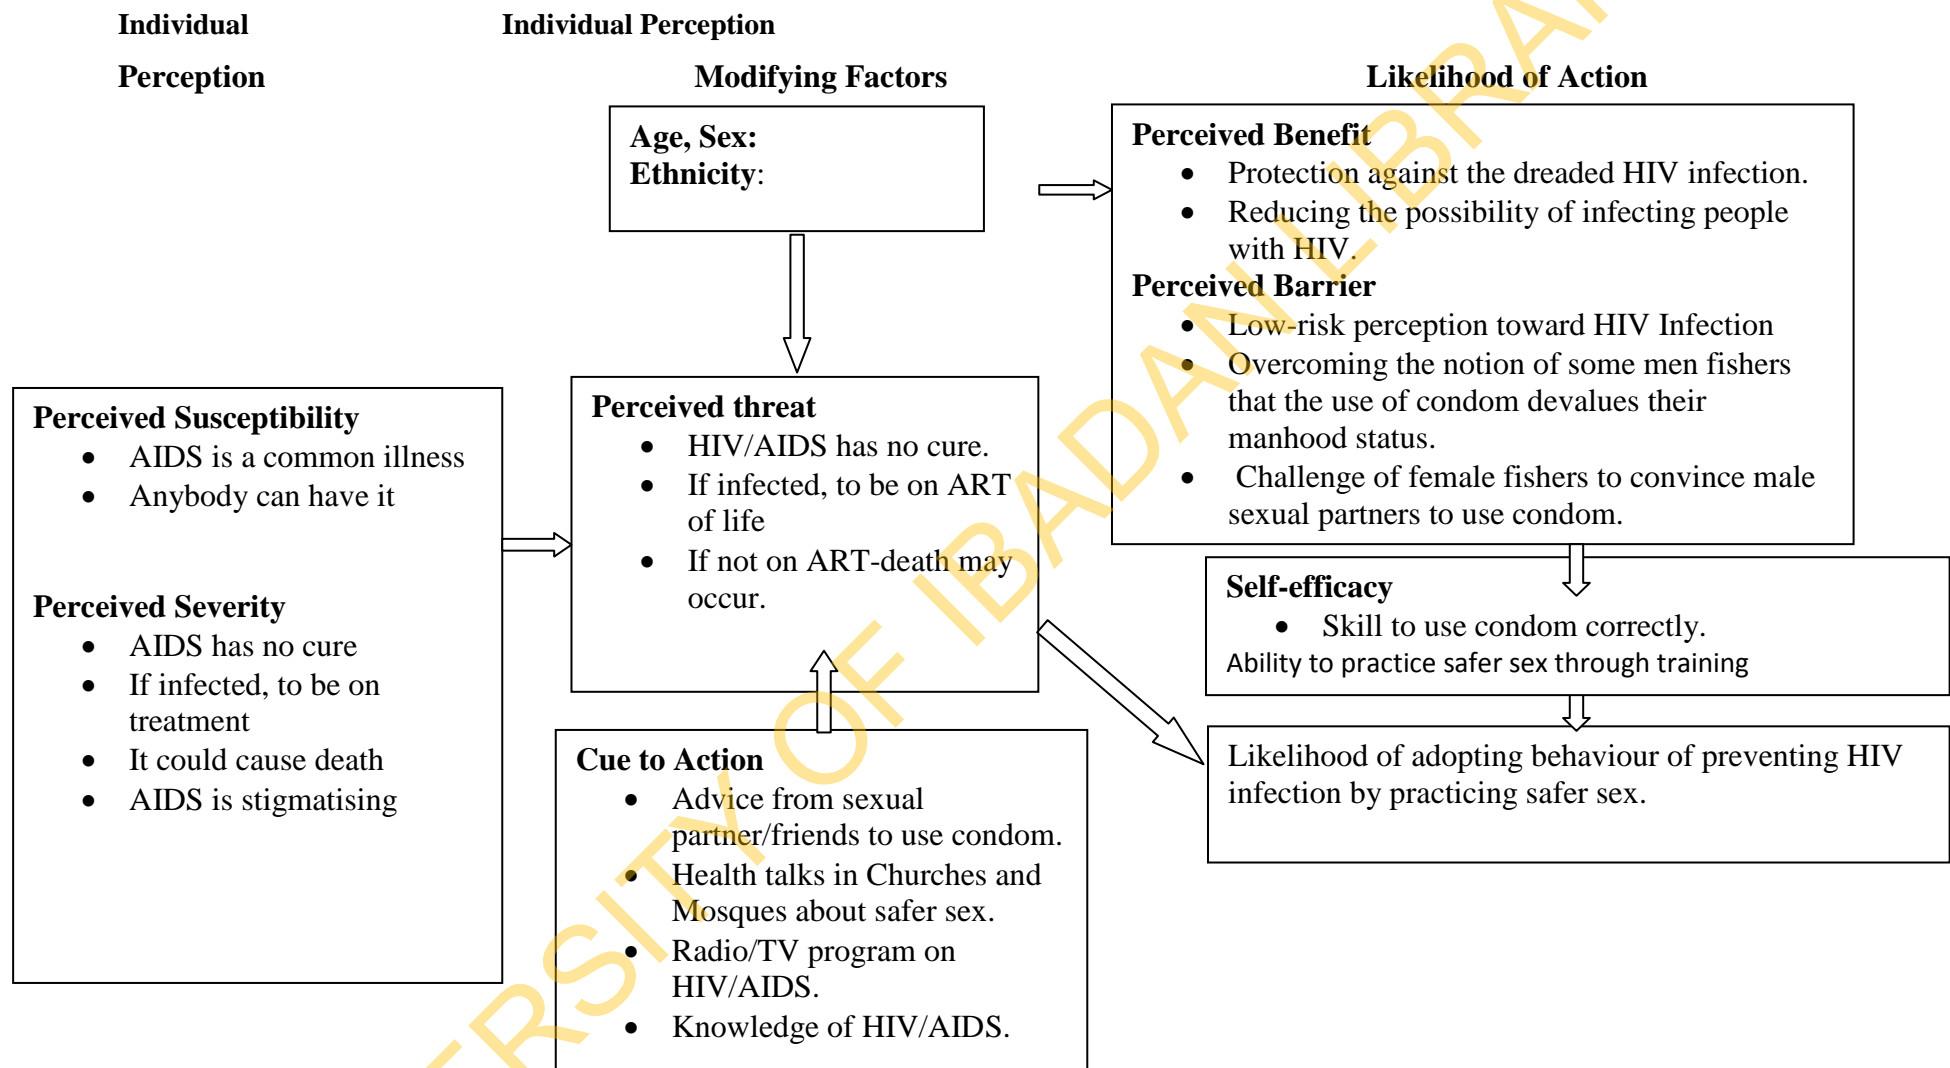 Individual
Individual Perception
Perception
Modifying Factors
Likelihood of Action
Age, Sex:
Ethnicity:
Perceived Benefit
• Protection against the dreaded HIV infection.
• Reducing the possibility of infecting people
with HIV.
Perceived Barrier
• Low-risk perception toward HIV Infection
• Overcoming the notion of some men fishers
that the use of condom devalues their
manhood status.
• Challenge of female fishers to convince male
sexual partners to use condom.
Perceived Susceptibility
• AIDS is a common illness
• Anybody can have it
Perceived Severity
• AIDS has no cure
• If infected, to be on
treatment
• It could cause death
• AIDS is stigmatising
Perceived threat
• HIV/AIDS has no cure.
• If infected, to be on ART
of life
• If not on ART-death may
occur.
Self-efficacy
• Skill to use condom correctly.
Ability to practice safer sex through training
Cue to Action
• Advice from sexual
partner/friends to use condom.
• Health talks in Churches and
Mosques about safer sex.
• Radio/TV program on
HIV/AIDS.
• Knowledge of HIV/AIDS.
Likelihood of adopting behaviour of preventing HIV
infection by practicing safer sex.
ERSITY OF IBADAN LIBRA